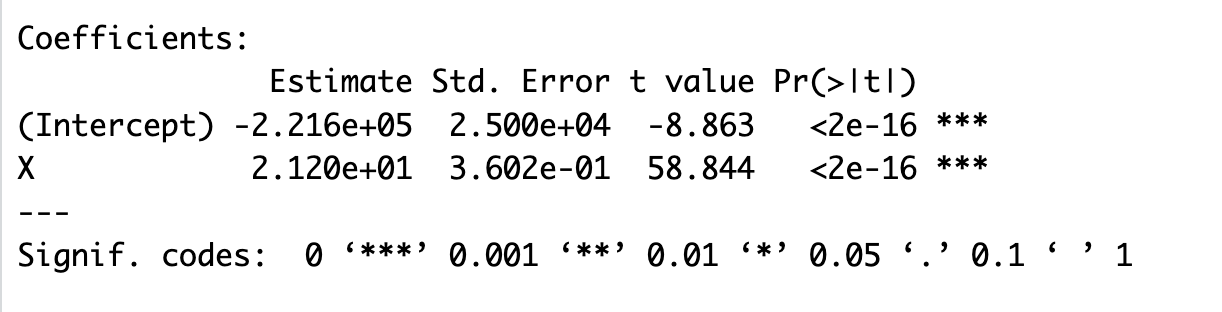 Coefficients:
              Estimate Std. Error t value Pr(>|t|)
(Intercept) -2.216e+05  2.500e+04  -8.863   <2e-16 ***
X            2.120e+01  3.602e-01  58.844   <2e-16 ***
---
Signif. codes:  0 ‘***’ 0.001 ‘**’ 0.01 ‘*’ 0.05 ‘.’ 0.1 ‘ ’ 1